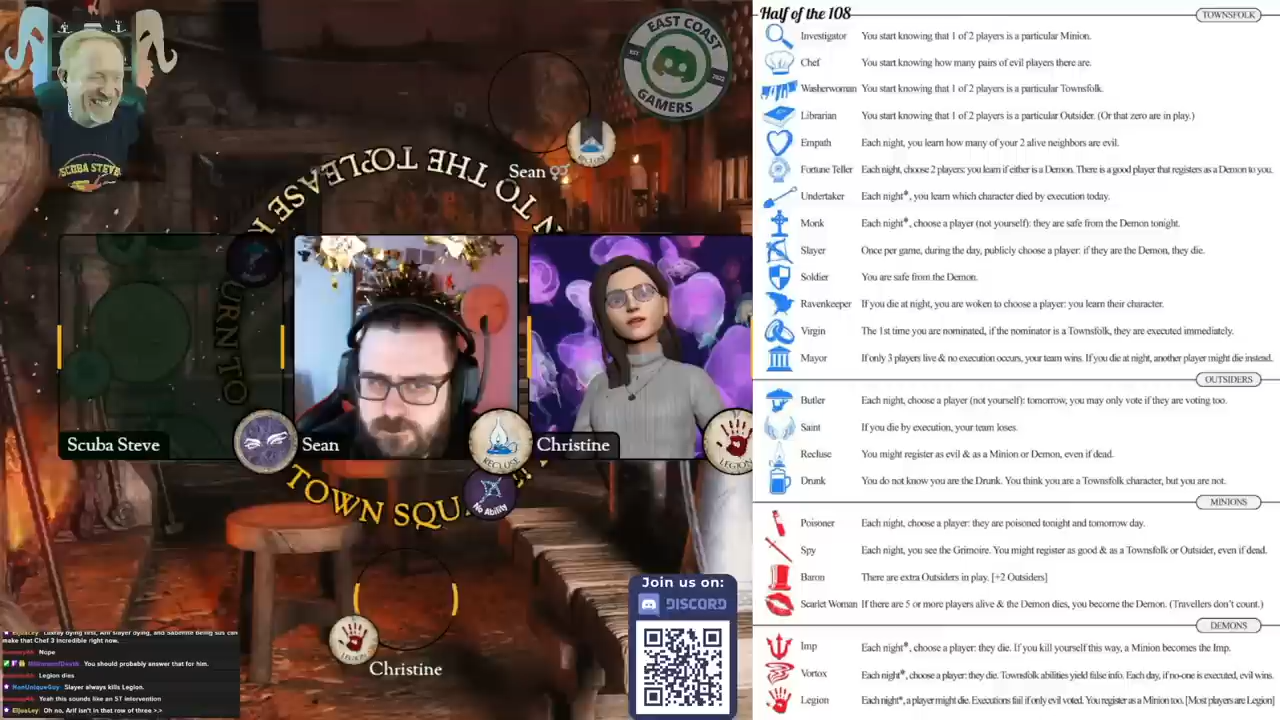 EAST COAST
EST.
2022
GAMERS
Sean
RECLUSE
TOWN SQU
SCUBA STEVE
Scuba Steve
Sean
RECLUSE
Christine
LEGION
No Ability
LEGION
Christine
Join us on:
DISCORD
make that Chef 3 incredible right now.
Nope
You should probably answer that for him.
Legion dies
NonUniqueGuy Slayer always kills Legion.
Yeah this sounds like an ST intervention
ElJosLey: Oh no, Arif isn't in that row of three >.>
Half of the 108
TOWNSFOLK
Investigator You start knowing that 1 of 2 players is a particular Minion.
Chef You start knowing how many pairs of evil players there are.
Washerwoman You start knowing that 1 of 2 players is a particular Townsfolk.
Librarian You start knowing that 1 of 2 players is a particular Outsider. (Or that zero are in play.)
Empath Each night, you learn how many of your 2 alive neighbors are evil.
Fortune Teller Each night, choose 2 players: you learn if either is a Demon. There is a good player that registers as a Demon to you.
Undertaker Each night*, you learn which character died by execution today.
Monk Each night*, choose a player (not yourself): they are safe from the Demon tonight.
Slayer Once per game, during the day, publicly choose a player: if they are the Demon, they die.
Soldier You are safe from the Demon.
Ravenkeeper If you die at night, you are woken to choose a player: you learn their character.
Virgin The 1st time you are nominated, if the nominator is a Townsfolk, they are executed immediately.
Mayor If only 3 players live & no execution occurs, your team wins. If you die at night, another player might die instead.
OUTSIDERS
Butler Each night, choose a player (not yourself): tomorrow, you may only vote if they are voting too.
Saint If you die by execution, your team loses.
Recluse You might register as evil & as a Minion or Demon, even if dead.
Drunk You do not know you are the Drunk. You think you are a Townsfolk character, but you are not.
MINIONS
Poisoner Each night, choose a player: they are poisoned tonight and tomorrow day.
Spy Each night, you see the Grimoire. You might register as good & as a Townsfolk or Outsider, even if dead.
Baron There are extra Outsiders in play. [+2 Outsiders]
Scarlet Woman If there are 5 or more players alive & the Demon dies, you become the Demon. (Travellers don't count.)
DEMONS
Imp Each night*, choose a player: they die. If you kill yourself this way, a Minion becomes the Imp.
Vortox Each night*, choose a player: they die. Townsfolk abilities yield false info. Each day, if no-one is executed, evil wins.
Legion Each night*, a player might die. Executions fail if only evil voted. You register as a Minion too. [Most players are Legion]